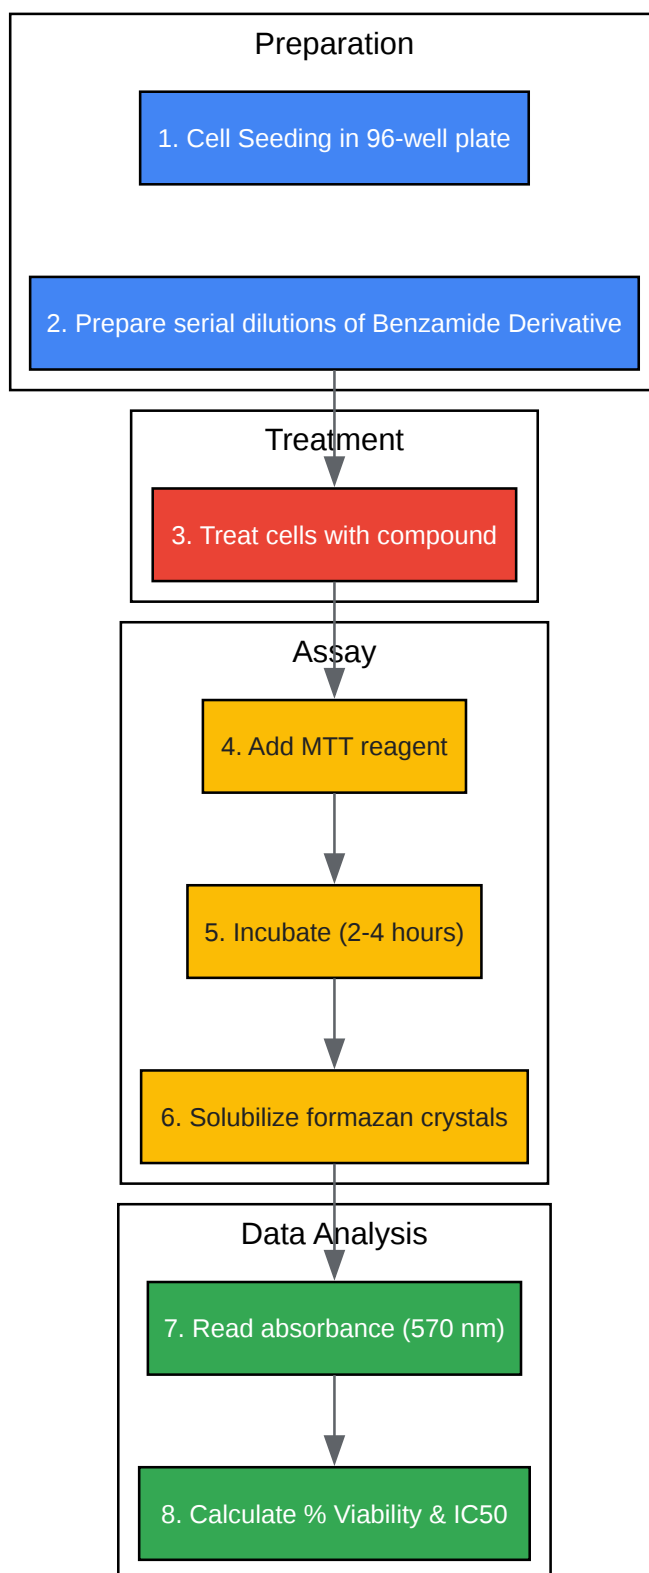 Preparation
1. Cell Seeding in 96-well plate
2. Prepare serial dilutions of Benzamide Derivative
Treatment
3. Treat cells with compound
Assay
4. Add MTT reagent
5. Incubate (2-4 hours)
6. Solubilize formazan crystals
Data Analysis
7. Read absorbance (570 nm)
8. Calculate % Viability & IC50